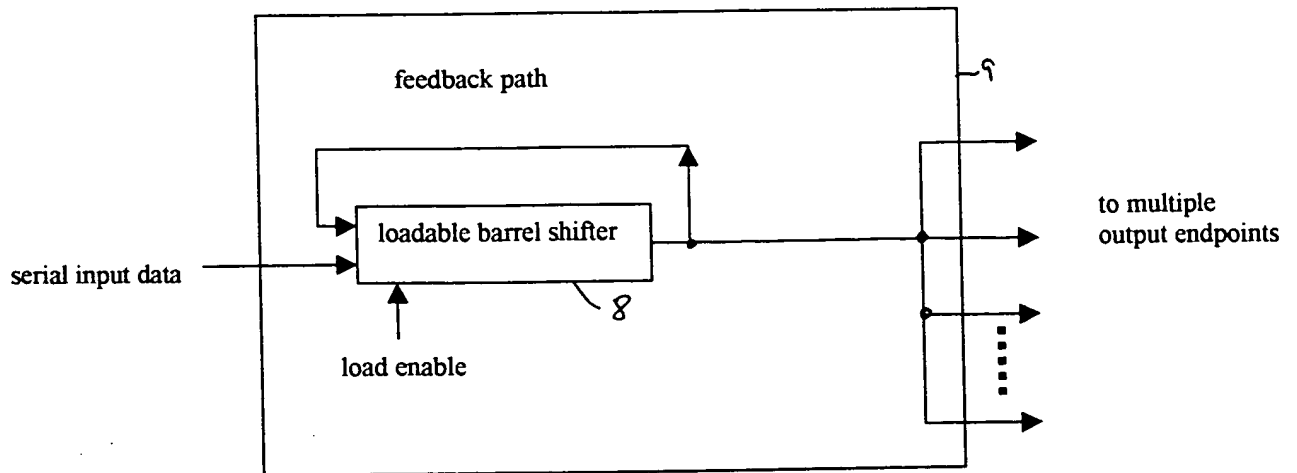 feedback path
9
to multiple
output endpoints
loadable barrel shifter
serial input data
8
load enable